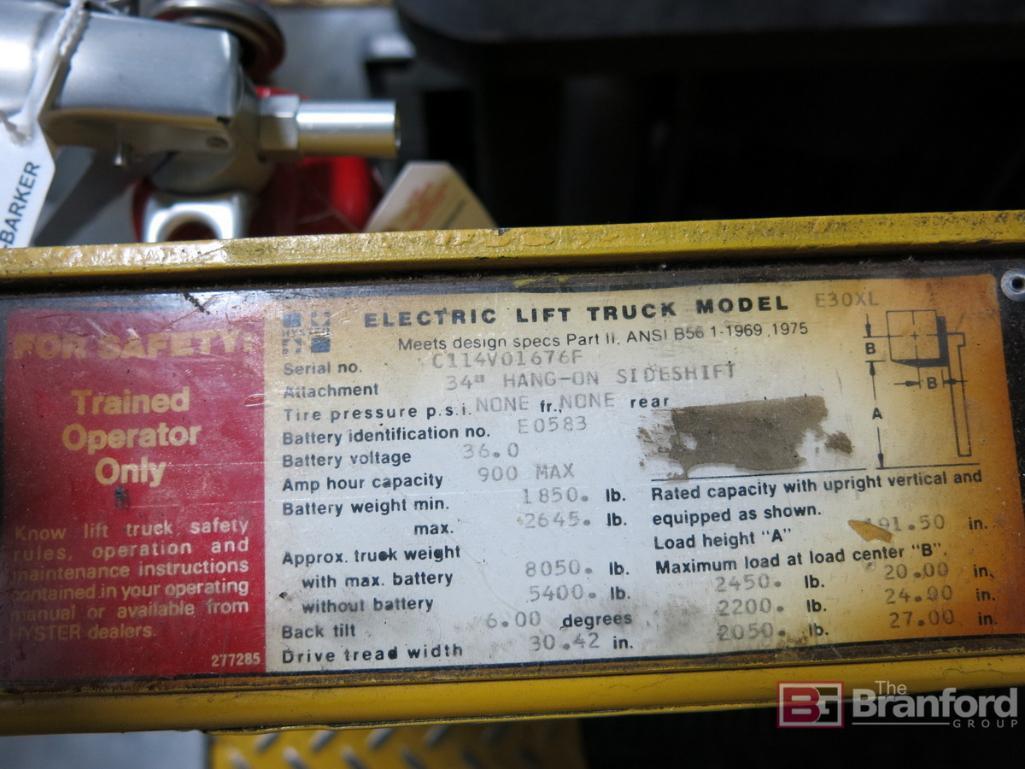 BARKER
FOR SAFETY!
Trained
Operator
Only
Know lift truck safety
rules, operation and
maintenance instructions
contained in your operating
manual or available from
HYSTER dealers.
277285
HYSTER
ELECTRIC LIFT TRUCK MODEL E30XL
Meets design specs Part II, ANSI B56.1-1969, 1975
Serial no. C114V01676F
Attachment 34" HANG-ON SIDESHIFT
Tire pressure p.s.i. NONE fr., NONE rear
Battery identification no. E0583
Battery voltage 36.0
Amp hour capacity 900 MAX
Battery weight min. 1850. lb.
max. 2645. lb.
Approx. truck weight
with max. battery 8050. lb.
without battery 5400. lb.
Back tilt 6.00 degrees
Drive tread width 30.42 in.
B
B
A
Rated capacity with upright vertical and
equipped as shown.
Load height "A" 191.50 in.
Maximum load at load center "B".
2450. lb. 20.00 in.
2200. lb. 24.00 in.
2050. lb. 27.00 in.
BG The
Branford
GROUP